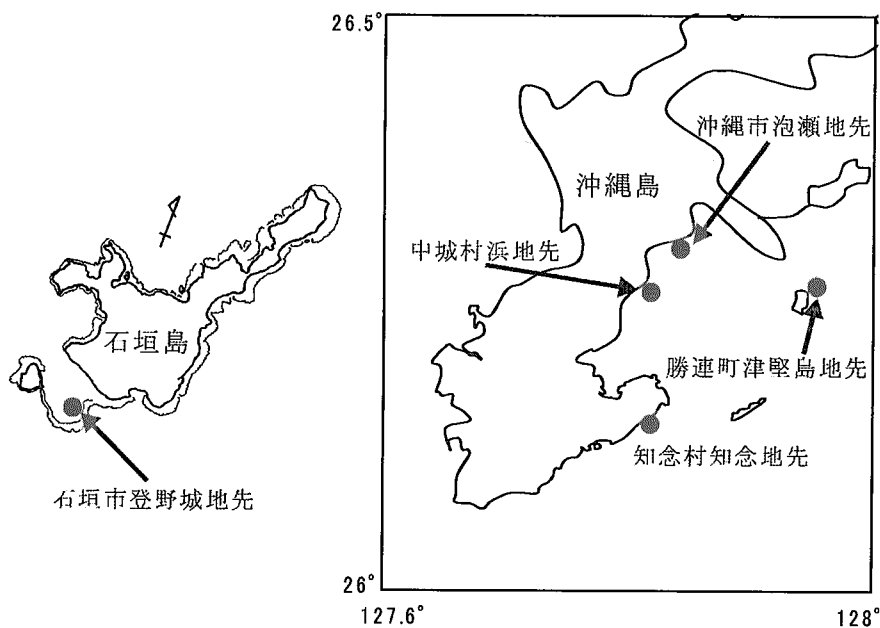 26.5°
沖縄市泡瀬地先
沖縄島
中城村浜地先
石垣島
勝連町津堅島地先
知念村知念地先
石垣市登野城地先
26°
127.6°
128°